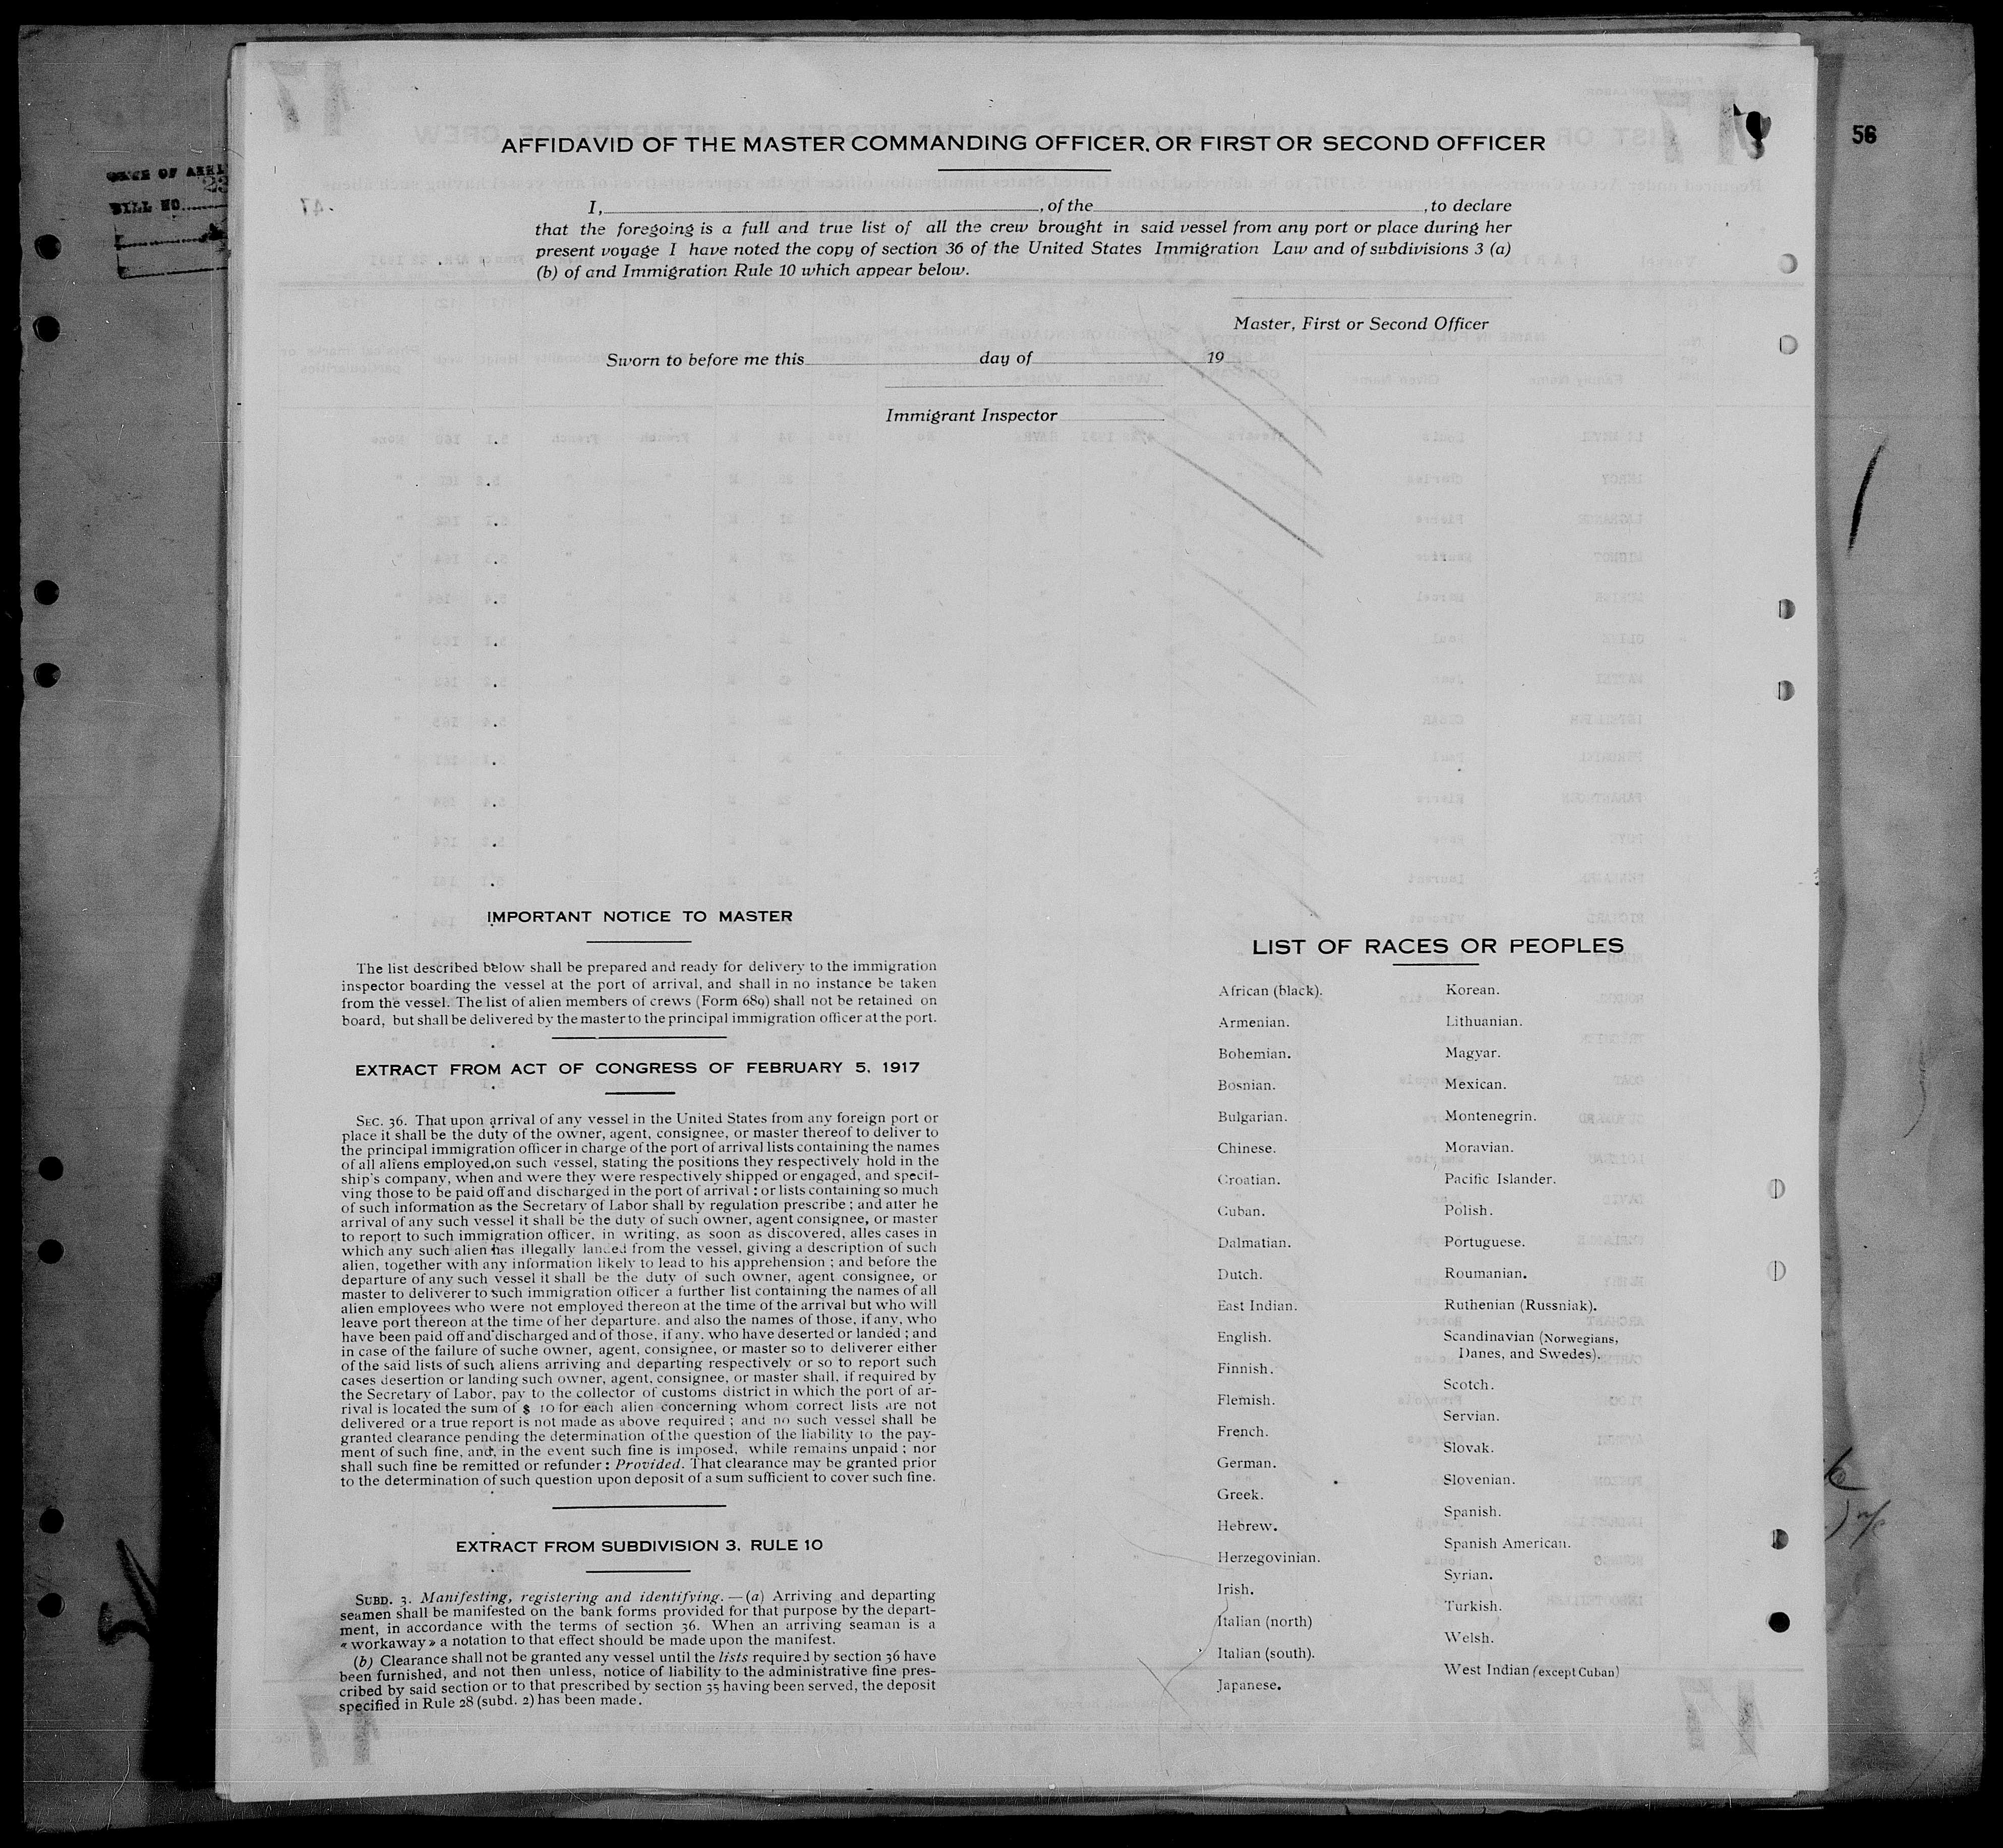 56
AFFIDAVID OF THE MASTER COMMANDING OFFICER, OR FIRST OR SECOND OFFICER
I, , of the , to declare
that the foregoing is a full and true list of all the crew brought in said vessel from any port or place during her
present voyage I have noted the copy of section 36 of the United States Immigration Law and of subdivisions 3 (a)
(b) of and Immigration Rule 10 which appear below.
Master, First or Second Officer
Sworn to before me this day of 19
Immigrant Inspector
BILL NO
IMPORTANT NOTICE TO MASTER
The list described below shall be prepared and ready for delivery to the immigration
inspector boarding the vessel at the port of arrival, and shall in no instance be taken
from the vessel. The list of alien members of crews (Form 689) shall not be retained on
board, but shall be delivered by the master to the principal immigration officer at the port.
EXTRACT FROM ACT OF CONGRESS OF FEBRUARY 5, 1917
SEC. 36. That upon arrival of any vessel in the United States from any foreign port or
place it shall be the duty of the owner, agent, consignee, or master thereof to deliver to
the principal immigration officer in charge of the port of arrival lists containing the names
of all aliens employed,on such vessel, stating the positions they respectively hold in the
ship's company, when and were they were respectively shipped or engaged, and specif-
ving those to be paid off and discharged in the port of arrival : or lists containing so much
of such information as the Secretary of Labor shall by regulation prescribe ; and alter he
arrival of any such vessel it shall be the duty of such owner, agent consignee, or master
to report to such immigration officer, in writing, as soon as discovered, alles cases in
which any such alien has illegally landed from the vessel, giving a description of such
alien, together with any information likely to lead to his apprehension ; and before the
departure of any such vessel it shall be the duty of such owner, agent consignee, or
master to deliverer to such immigration officer a further list containing the names of all
alien employees who were not employed thereon at the time of the arrival but who will
leave port thereon at the time of her departure. and also the names of those, if any, who
have been paid off and discharged and of those, if any. who have deserted or landed ; and
in case of the failure of suche owner, agent, consignee, or master so to deliverer either
of the said lists of such aliens arriving and departing respectively or so to report such
cases desertion or landing such owner, agent, consignee, or master shall, if required by
the Secretary of Labor, pay to the collector of customs district in which the port of ar-
rival is located the sum of $ 10 for each alien concerning whom correct lists are not
delivered or a true report is not made as above required ; and no such vessel shall be
granted clearance pending the determination of the question of the liability to the pay-
ment of such fine, and, in the event such fine is imposed, while remains unpaid ; nor
shall such fine be remitted or refunder : Provided. That clearance may be granted prior
to the determination of such question upon deposit of a sum sufficient to cover such fine.
EXTRACT FROM SUBDIVISION 3, RULE 10
SUBD. 3. Manifesting, registering and identifying. — (a) Arriving and departing
seamen shall be manifested on the bank forms provided for that purpose by the depart-
ment, in accordance with the terms of section 36. When an arriving seaman is a
« workaway » a notation to that effect should be made upon the manifest.
(b) Clearance shall not be granted any vessel until the lists required by section 36 have
been furnished, and not then unless, notice of liability to the administrative fine pres-
cribed by said section or to that prescribed by section 35 having been served, the deposit
specified in Rule 28 (subd. 2) has been made.
LIST OF RACES OR PEOPLES
African (black).
Armenian.
Bohemian.
Bosnian.
Bulgarian.
Chinese.
Croatian.
Cuban.
Dalmatian.
Dutch.
East Indian.
English.
Finnish.
Flemish.
French.
German.
Greek.
Hebrew.
Herzegovinian.
Irish.
Italian (north)
Italian (south).
Japanese.
Korean.
Lithuanian.
Magyar.
Mexican.
Montenegrin.
Moravian.
Pacific Islander.
Polish.
Portuguese.
Roumanian.
Ruthenian (Russniak).
Scandinavian (Norwegians,
Danes, and Swedes).
Scotch.
Servian.
Slovak.
Slovenian.
Spanish.
Spanish American.
Syrian.
Turkish.
Welsh.
West Indian (except Cuban)